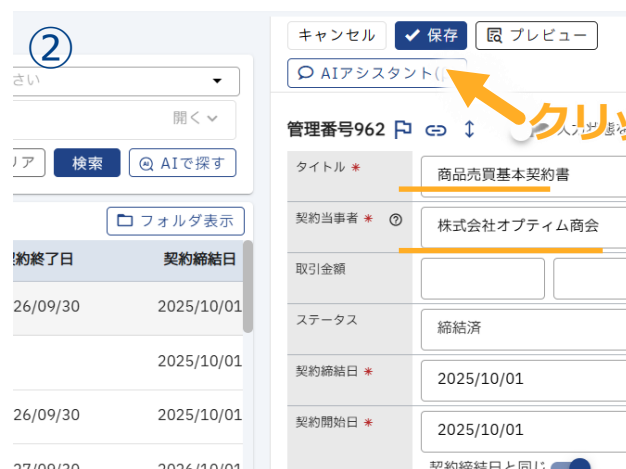 ②
さい
開く
リア
検索
AIで探す
フォルダ表示
約終了日
契約締結日
26/09/30
2025/10/01
2025/10/01
26/09/30
2025/10/01
キャンセル
保存
プレビュー
AIアシスタント(
クリッ
管理番号962
タイトル *
商品売買基本契約書
契約当事者 *
株式会社オプティム商会
取引金額
ステータス
締結済
契約締結日 *
2025/10/01
契約開始日 *
2025/10/01
契約締結日と同じ